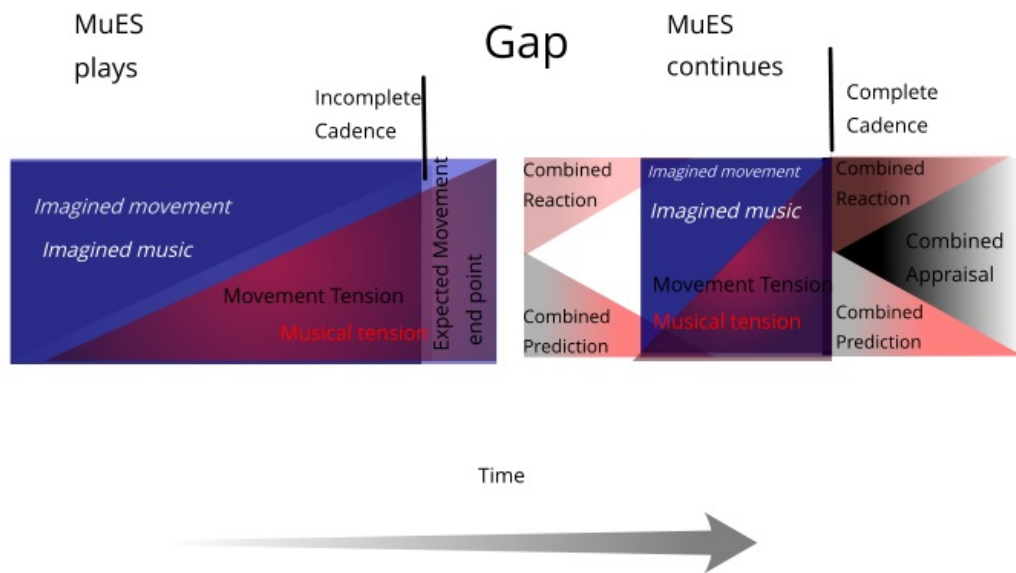 MuES
plays
Gap
MuES
continues
Incomplete
Cadence
Complete
Cadence
Imagined movement
Imagined music
Movement Tension
Musical tension
Expected Movement
end point
Combined
Reaction
Combined
Prediction
Imagined movement
Imagined music
Movement Tension
Musical tension
Combined
Reaction
Combined
Appraisal
Combined
Prediction
Time